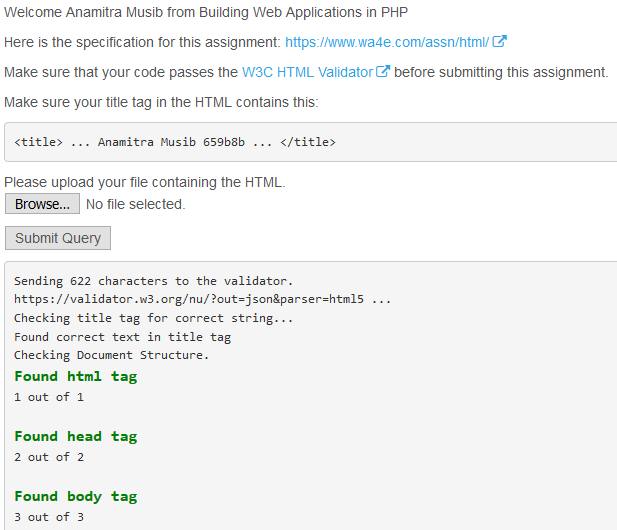 Welcome Anamitra Musib from Building Web Applications in PHP
Here is the specification for this assignment: https://www.wa4e.com/assn/html/
Make sure that your code passes the W3C HTML Validator before submitting this assignment.
Make sure your title tag in the HTML contains this:
<title> ... Anamitra Musib 659b8b ... </title>
Please upload your file containing the HTML.
Browse... No file selected.
Submit Query
Sending 622 characters to the validator.
https://validator.w3.org/nu/?out=json&parser=html5 ...
Checking title tag for correct string...
Found correct text in title tag
Checking Document Structure.
Found html tag
1 out of 1
Found head tag
2 out of 2
Found body tag
3 out of 3